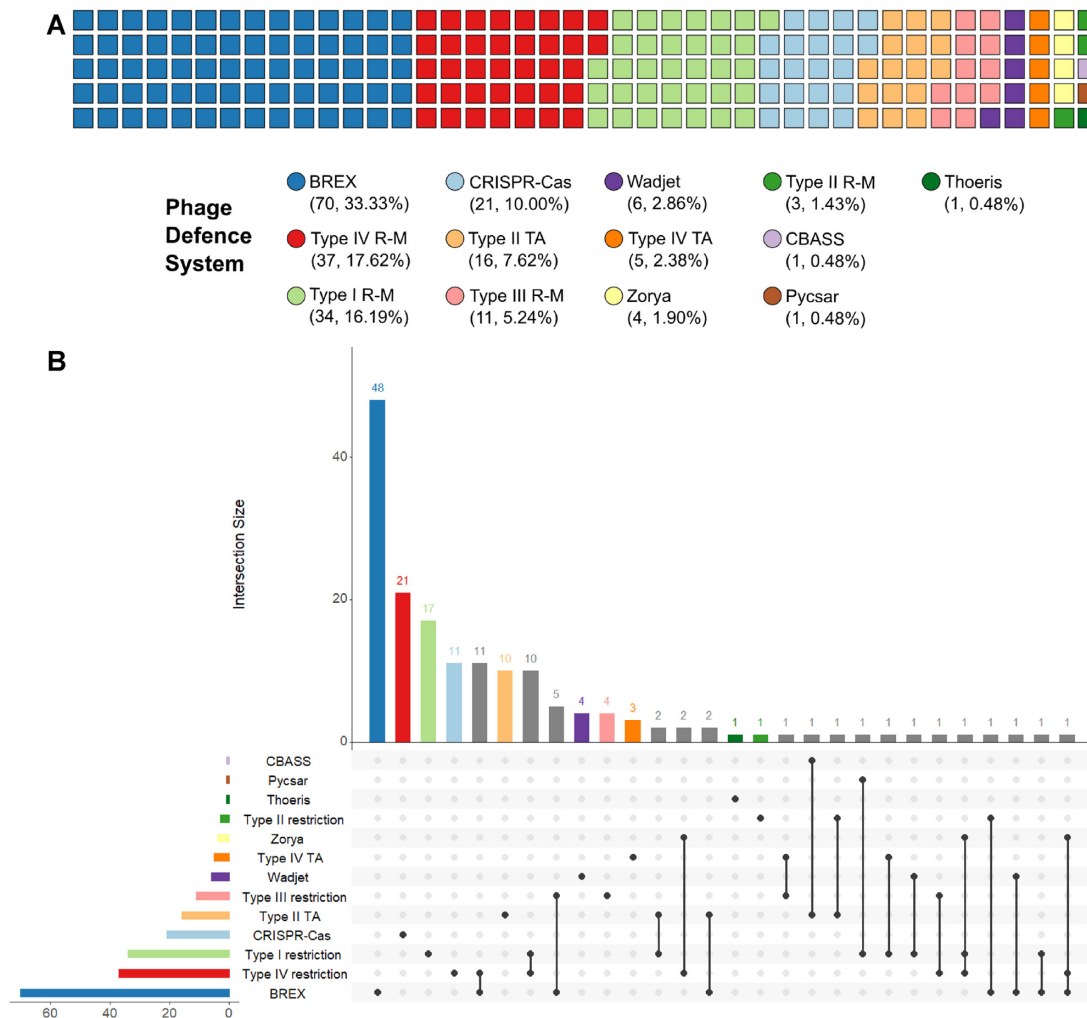 A
Phage
Defence
System
BREX
(70, 33.33%)
CRISPR-Cas
(21, 10.00%)
Wadjet
(6, 2.86%)
Type II R-M
(3, 1.43%)
Thoeris
(1, 0.48%)
Type IV R-M
(37, 17.62%)
Type II TA
(16, 7.62%)
Type IV TA
(5, 2.38%)
CBASS
(1, 0.48%)
Type I R-M
(34, 16.19%)
Type III R-M
(11, 5.24%)
Zorya
(4, 1.90%)
Pycsar
(1, 0.48%)
B
Intersection Size
40
20
0
48
21
17
11
11
10
10
5
4
4
3
2
2
2
1
1
1
1
1
1
1
1
1
1
1
1
1
1
CBASS
Pycsar
Thoeris
Type II restriction
Zorya
Type IV TA
Wadjet
Type III restriction
Type II TA
CRISPR-Cas
Type I restriction
Type IV restriction
BREX
60 40 20 0